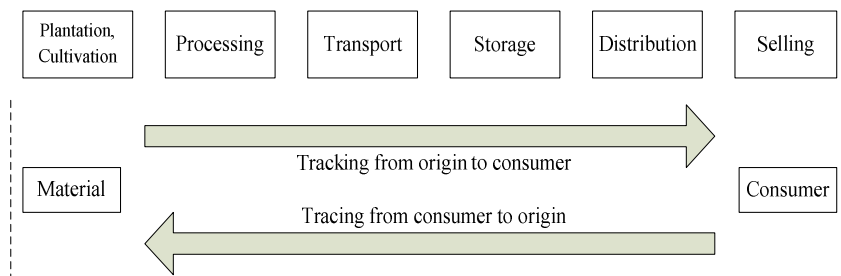 Plantation,
Cultivation
Processing
Transport
Storage
Distribution
Selling
Tracking from origin to consumer
Material
Consumer
Tracing from consumer to origin